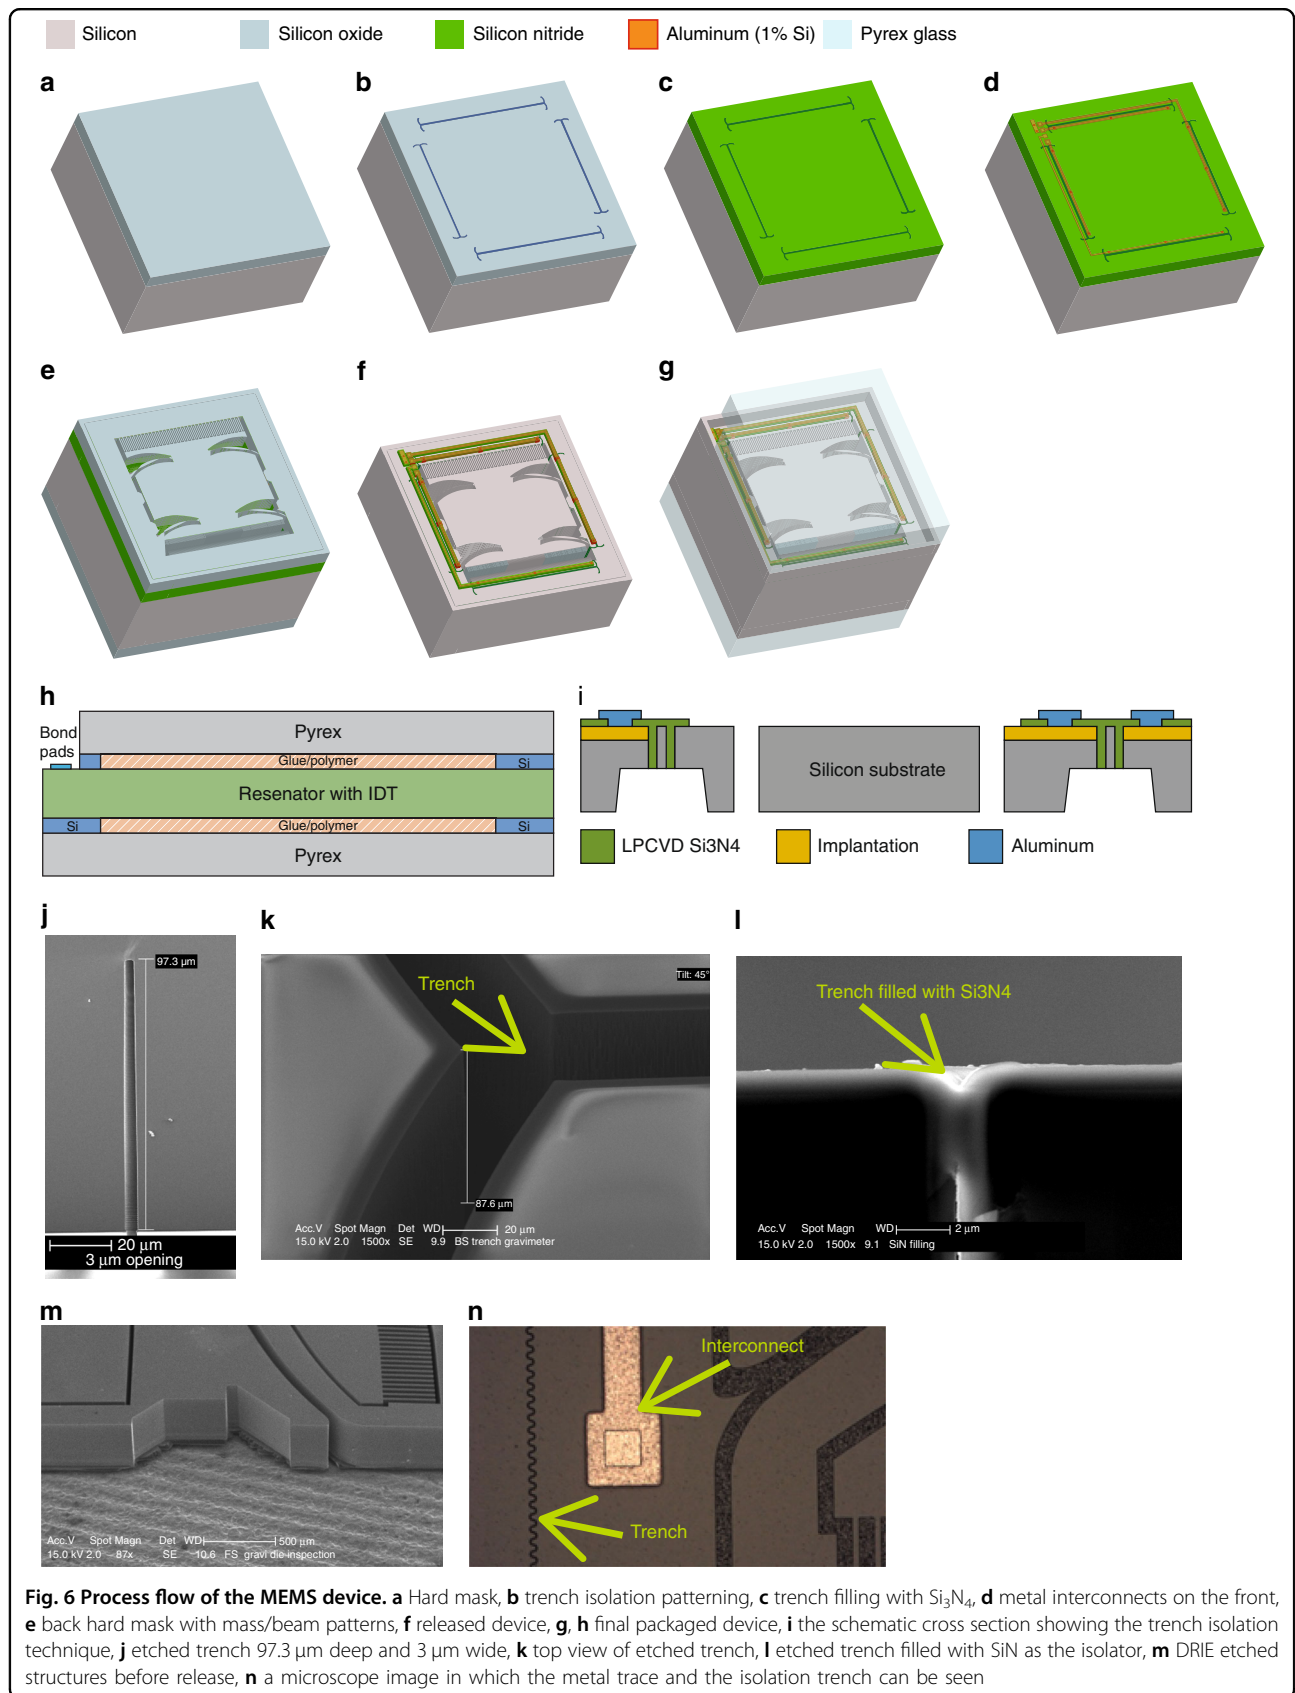 Silicon
Silicon oxide
Silicon nitride
Aluminum (1% Si)
Pyrex glass
a
b
c
d
e
f
g
h
Bond
pads
Pyrex
Glue/polymer
Si
Resenator with IDT
Si
Glue/polymer
Si
Pyrex
i
Silicon substrate
LPCVD Si3N4
Implantation
Aluminum
j
97.3 µm
20 µm
3 µm opening
k
Trench
Tilt: 45°
87.6 µm
Acc.V Spot Magn Det WD 20 µm
15.0 kV 2.0 1500x SE 9.9 BS trench gravimeter
l
Trench filled with Si3N4
Acc.V Spot Magn WD 2 µm
15.0 kV 2.0 1500x 9.1 SiN filling
m
Acc.V Spot Magn Det WD 500 µm
15.0 kV 2.0 87x SE 10.6 FS gravi die inspection
n
Interconnect
Trench
Fig. 6 Process flow of the MEMS device. a Hard mask, b trench isolation patterning, c trench filling with Si₃N₄, d metal interconnects on the front,
e back hard mask with mass/beam patterns, f released device, g, h final packaged device, i the schematic cross section showing the trench isolation
technique, j etched trench 97.3 µm deep and 3 µm wide, k top view of etched trench, l etched trench filled with SiN as the isolator, m DRIE etched
structures before release, n a microscope image in which the metal trace and the isolation trench can be seen